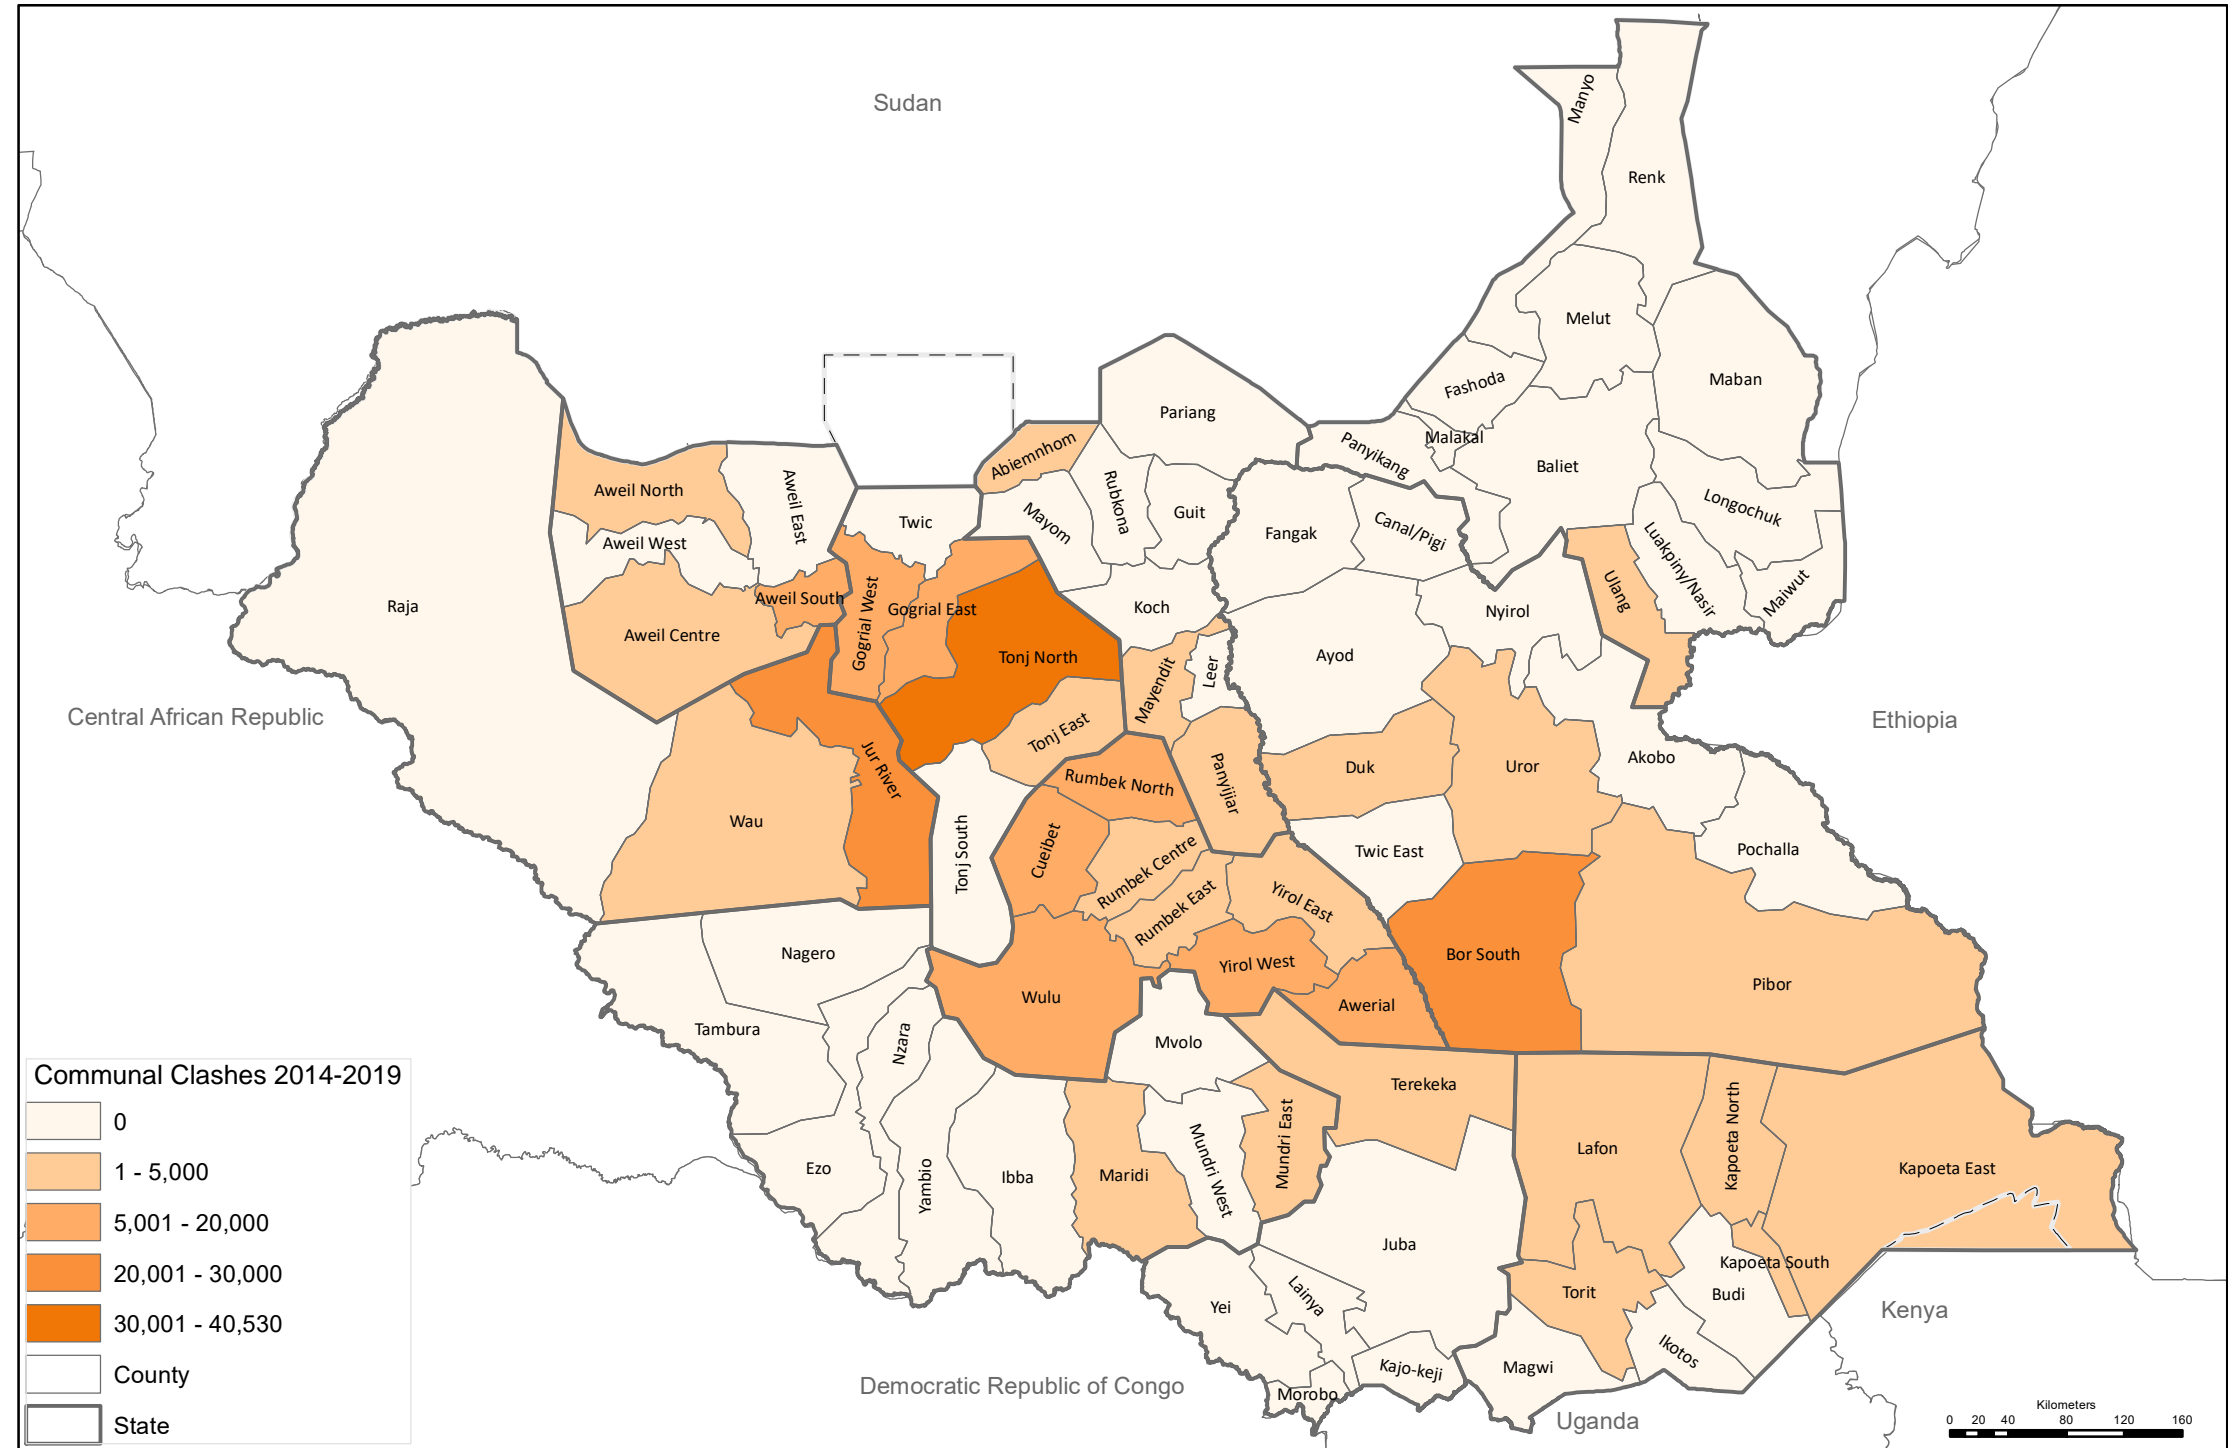 Sudan
Manyo
Renk
Melut
Maban
Fashoda
Pariang
Malakal
Panyikang
Baliet
Abiemnhom
Aweil North
Aweil East
Twic
Mayom
Rubkona
Guit
Fangak
Canal/Pigi
Longochuk
Luakpiny/Nasir
Maiwut
Ulang
Aweil West
Raja
Aweil Centre
Aweil South
Gogrial West
Gogrial East
Koch
Nyirol
Tonj North
Ayod
Leer
Mayendit
Central African Republic
Ethiopia
Tonj East
Jur River
Rumbek North
Panyijiar
Duk
Uror
Akobo
Wau
Tonj South
Cueibet
Rumbek Centre
Rumbek East
Yirol East
Twic East
Pochalla
Nagero
Bor South
Yirol West
Wulu
Awerial
Pibor
Tambura
Nzara
Mvolo
Terekeka
Mundri East
Kapoeta North
Lafon
Kapoeta East
Ezo
Yambio
Ibba
Maridi
Mundri West
Juba
Kapoeta South
Torit
Budi
Yei
Lainya
Ikotos
Kenya
Magwi
Kajo-keji
Morobo
Democratic Republic of Congo
Uganda
Communal Clashes 2014-2019
0
1 - 5,000
5,001 - 20,000
20,001 - 30,000
30,001 - 40,530
County
State
Kilometers
0 20 40 80 120 160